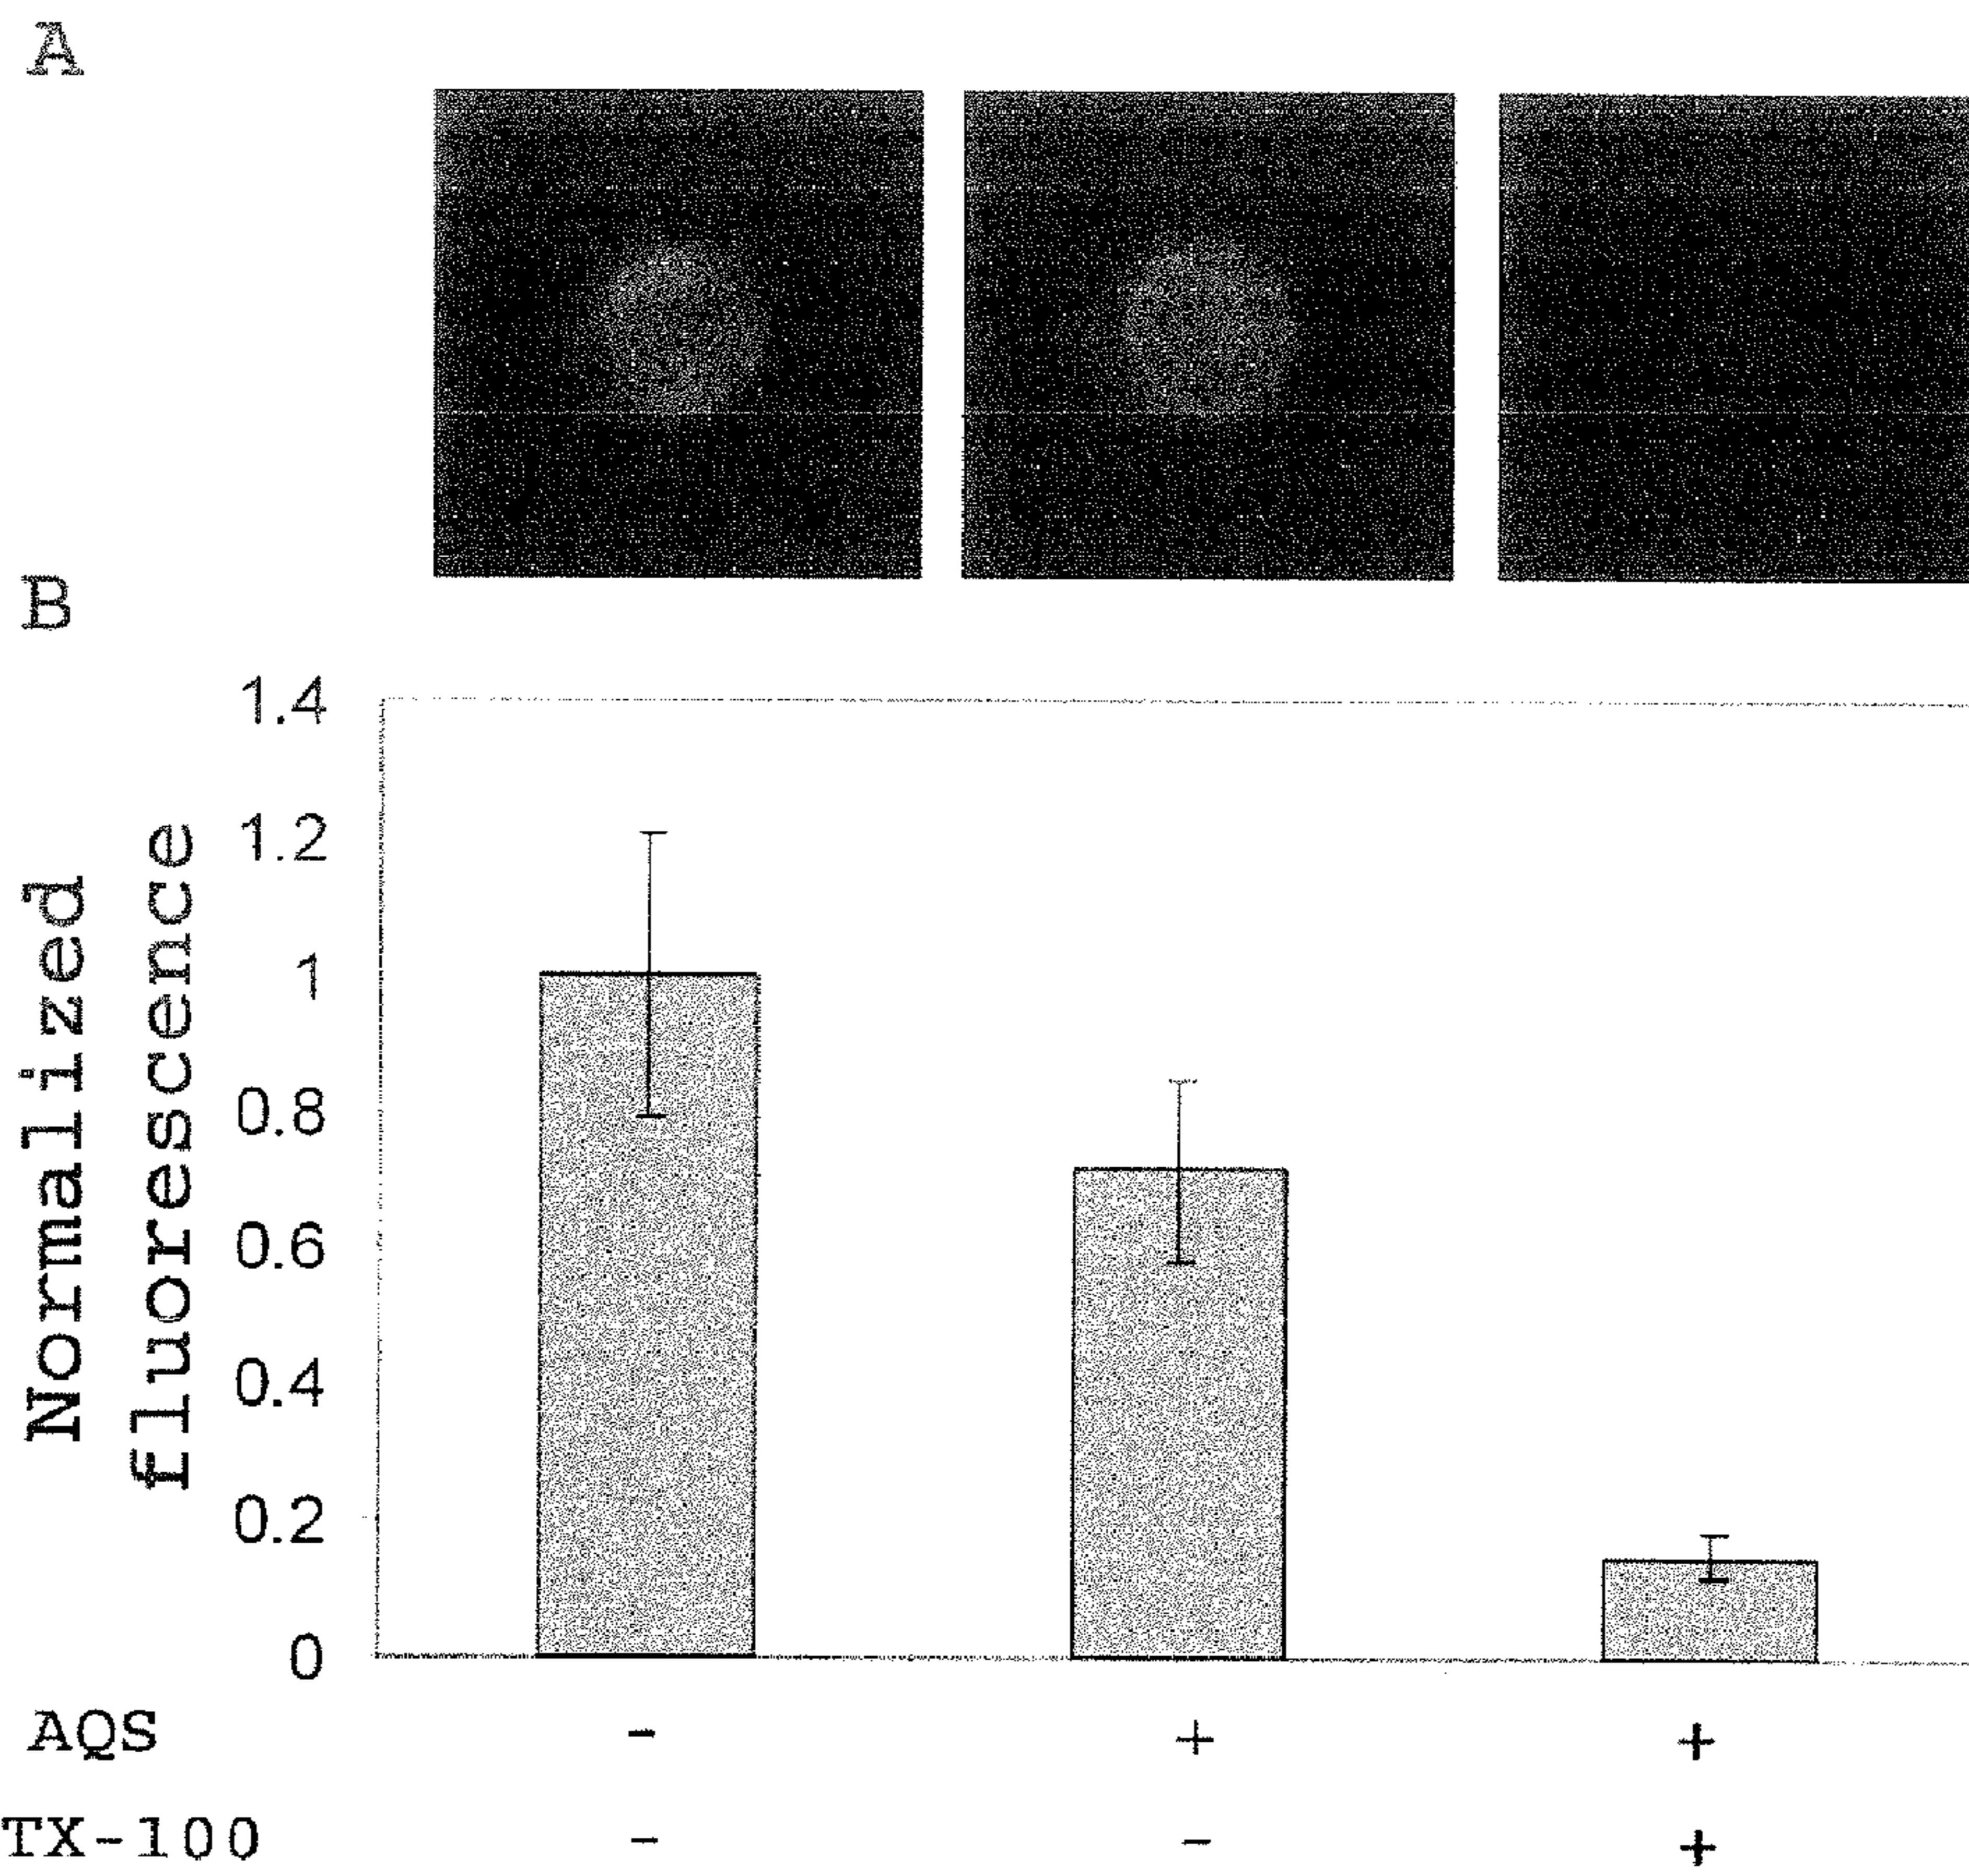 A
B
Normalized
fluorescence
1.4
1.2
1
0.8
0.6
0.4
0.2
0
AQS - + +
TX-100 - - +